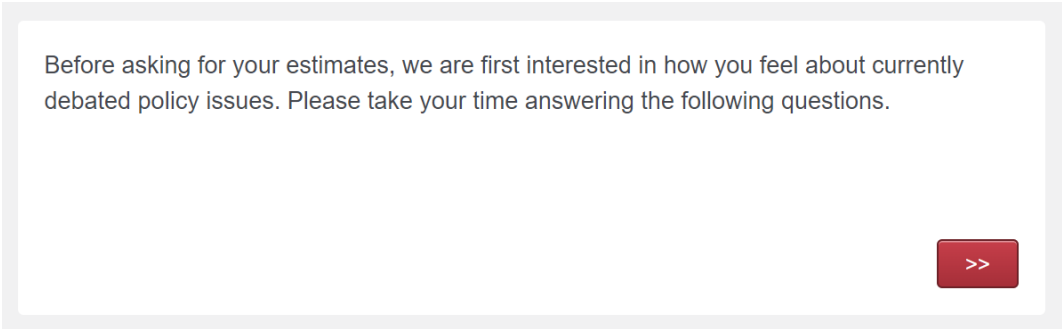 Before asking for your estimates, we are first interested in how you feel about currently
debated policy issues. Please take your time answering the following questions.
>>